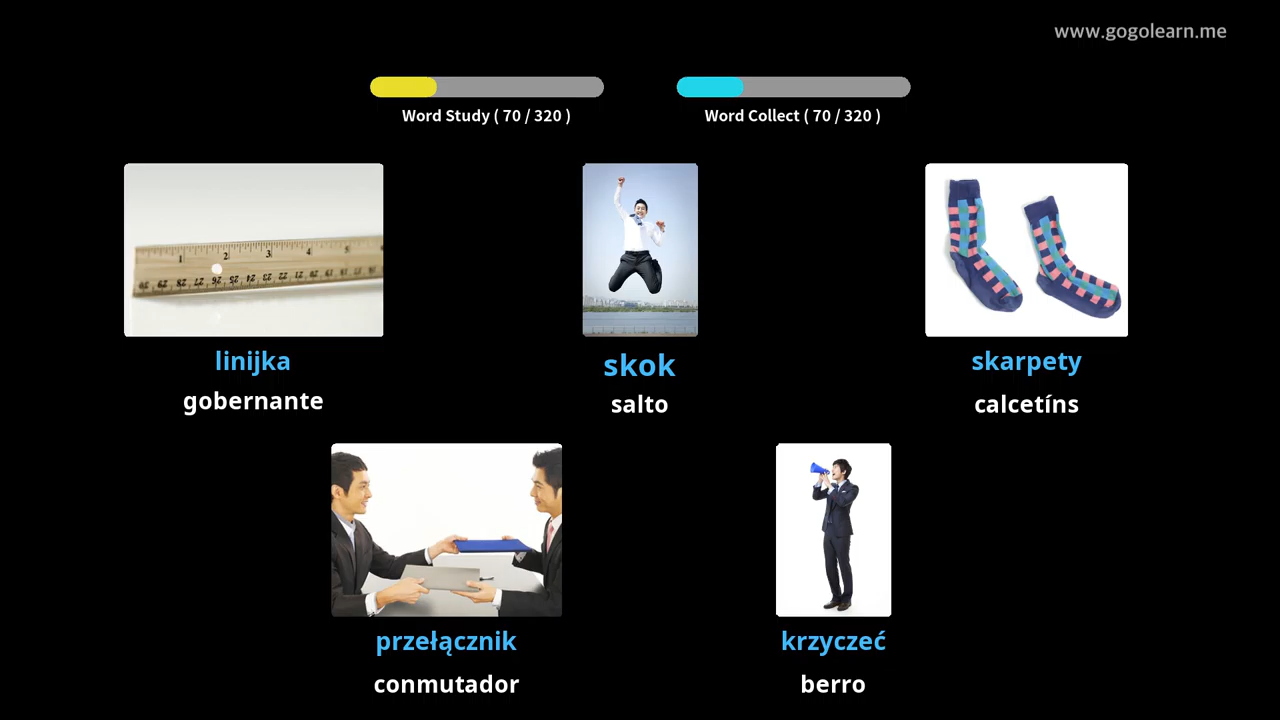 www.gogolearn.me
Word Study ( 70 / 320 )
Word Collect ( 70 / 320 )
linijka
gobernante
skok
salto
skarpety
calcetíns
przełącznik
conmutador
krzyczeć
berro